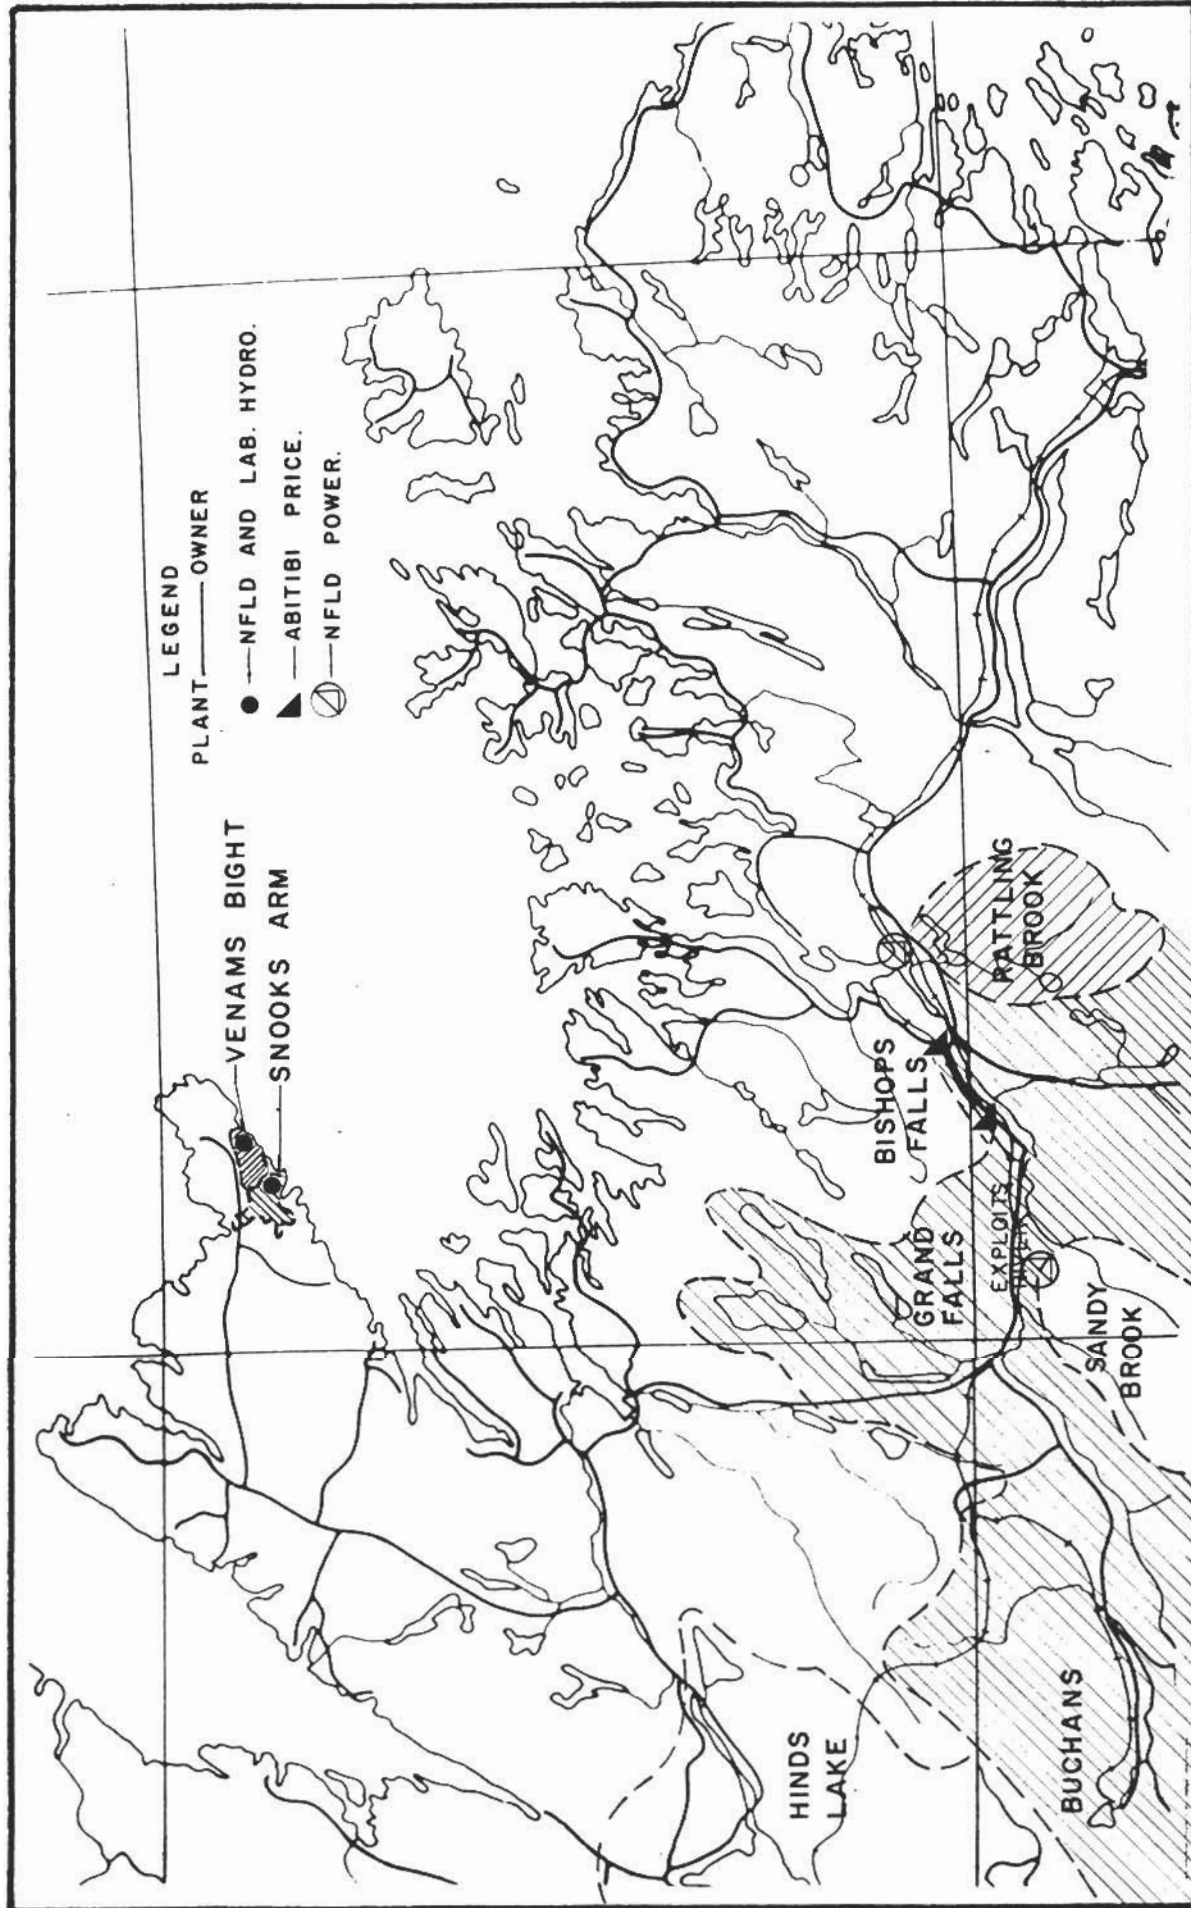 LEGEND
PLANT——OWNER
●—NFLD AND LAB. HYDRO.
—ABITIBI PRICE.
—NFLD POWER.
VENAMS BIGHT
SNOOKS ARM
RATTLING
BROOK
BISHOPS
FALLS
GRAND
FALLS
EXPLOITS
RIVER
SANDY
BROOK
HINDS
LAKE
BUCHANS